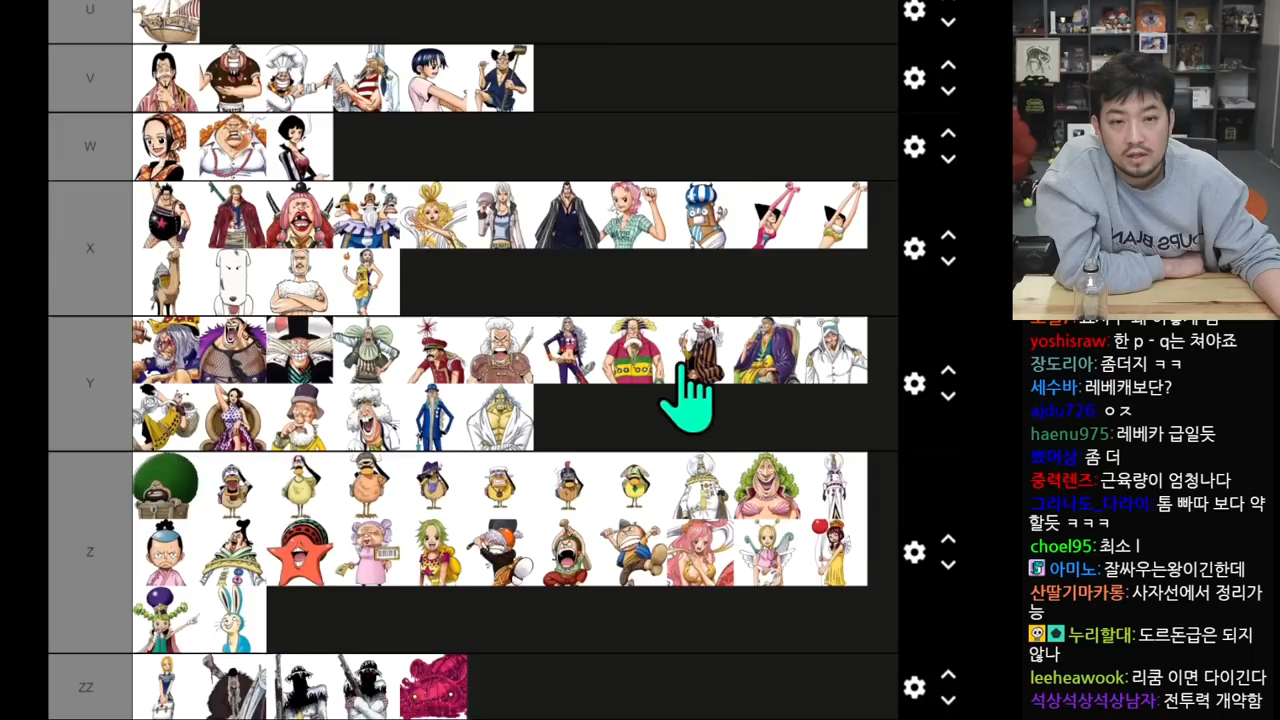 U
V
W
X
Y
Z
ZZ
yoshisraw: 한 p - q는 쳐야죠
장도리아: 좀더지 ㅋㅋ
세수바: 레베캐보단?
ajdu726: ㅇㅈ
haenu975: 레베카 급일듯
뽀머삼: 좀 더
중력렌즈: 근육량이 엄청나다
그라나도_다라이: 톰 빠따 보다 약
할듯 ㅋㅋㅋ
choel95: 최소 I
아미노: 잘싸우는왕이긴한데
산딸기마카롱: 사자선에서 정리가
능
누리할대: 도르돈급은 되지
않나
leeheawook: 리쿰 이면 다이긴다
석상석상석상남자: 전투력 개약함